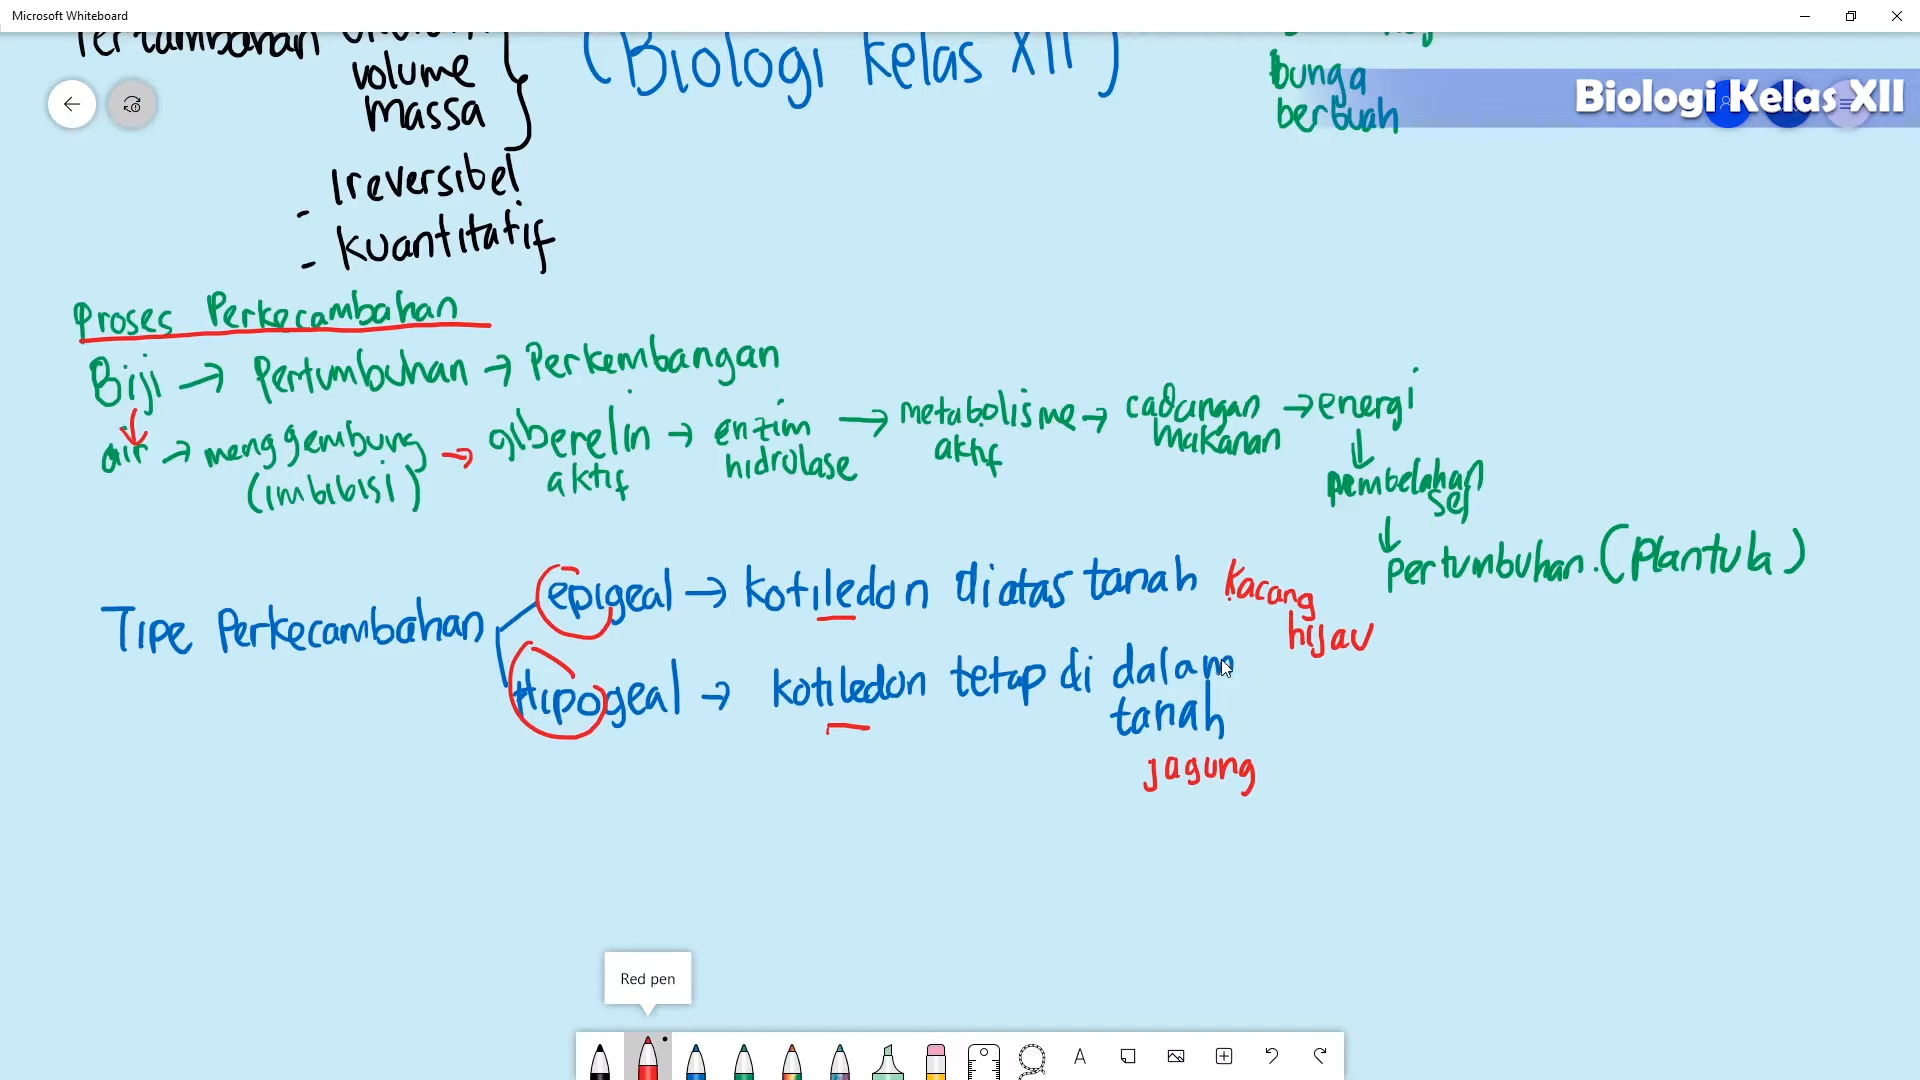 Microsoft Whiteboard
Pertambahan
volume
massa
(Biologi Kelas XII)
bunga
berbuah
Biologi Kelas XII
- Ireversibel
- Kuantitatif
Proses Perkecambahan
Biji → Pertumbuhan → Perkembangan
air → menggembung → giberelin → enzim → metabolisme → cadangan → energi
(imbibisi) aktif hidrolase aktif makanan
↓
pembelahan
sel
↓
pertumbuhan. (plantula)
Tipe Perkecambahan
epigeal → kotiledon diatas tanah kacang
hijau
Hipogeal → kotiledon tetap di dalam
tanah
jagung
Red pen